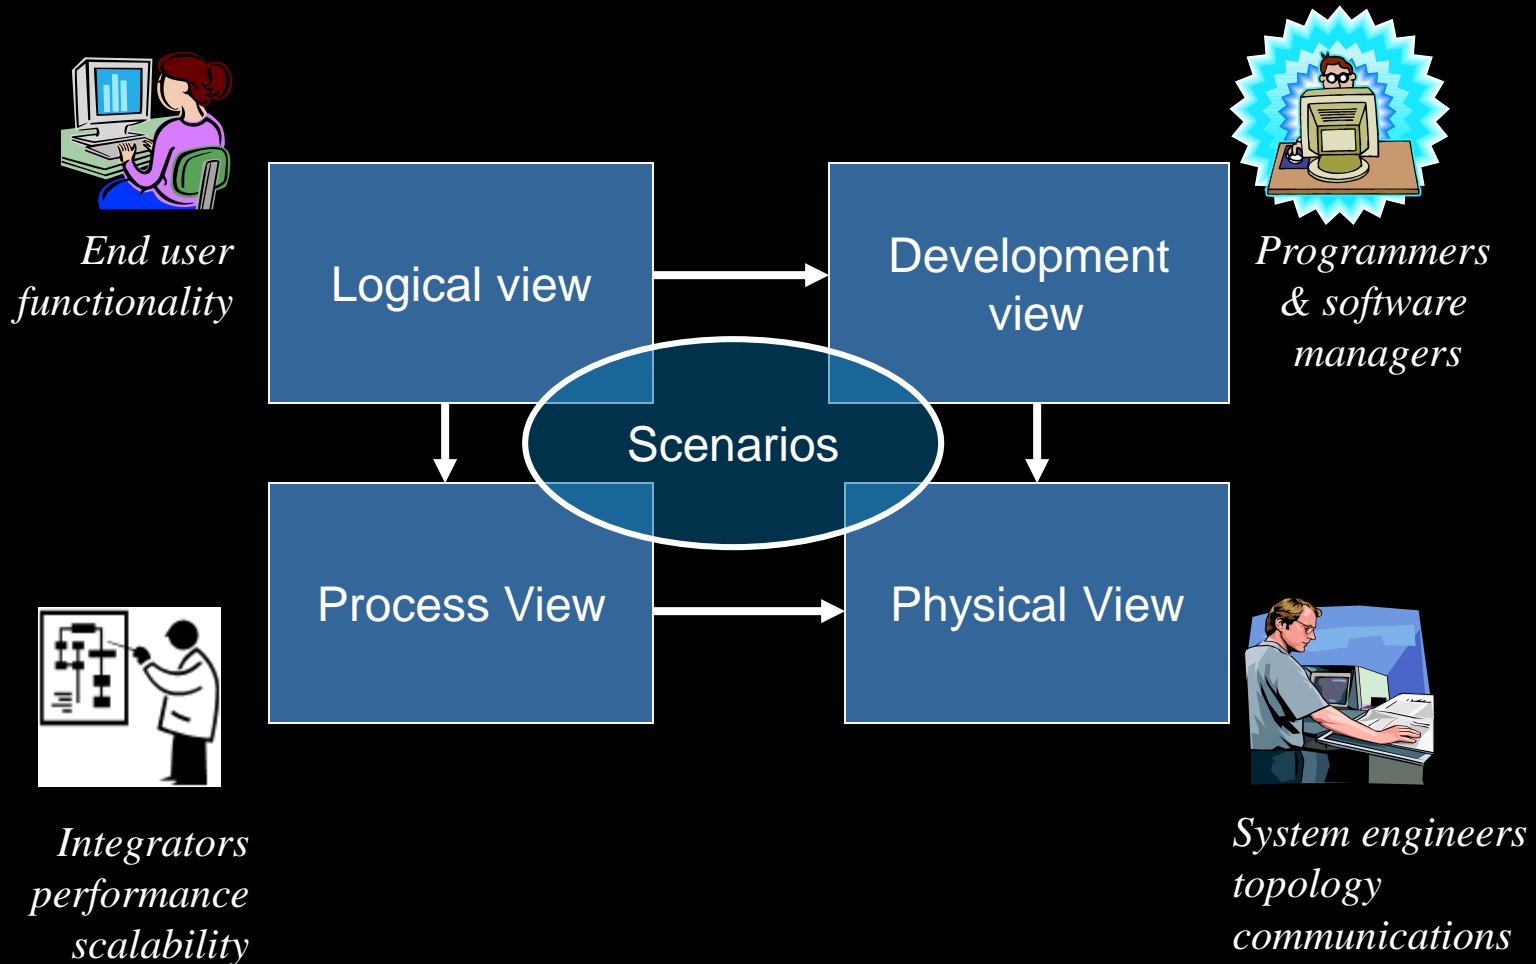 End user
functionality
Logical view
Development
view
Programmers
& software
managers
Scenarios
Process View
Physical View
Integrators
performance
scalability
System engineers
topology
communications